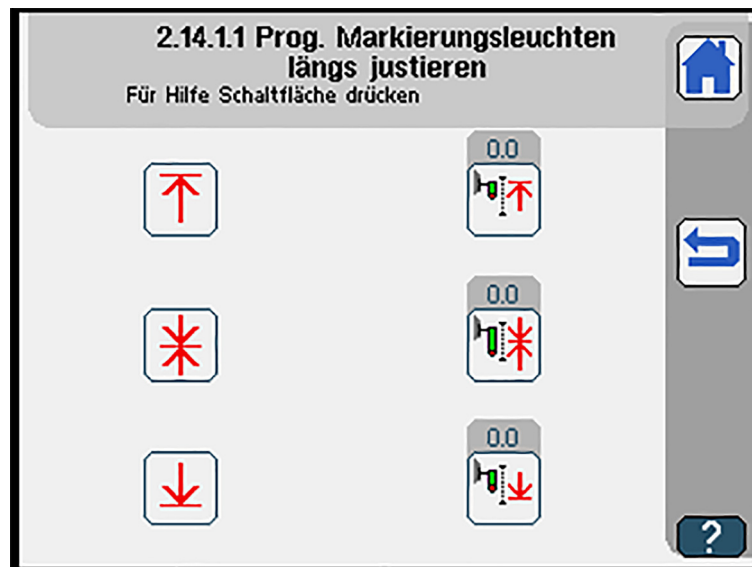 2.14.1.1 Prog. Markierungsleuchten
längs justieren
Für Hilfe Schaltfläche drücken
0.0
0.0
0.0
?